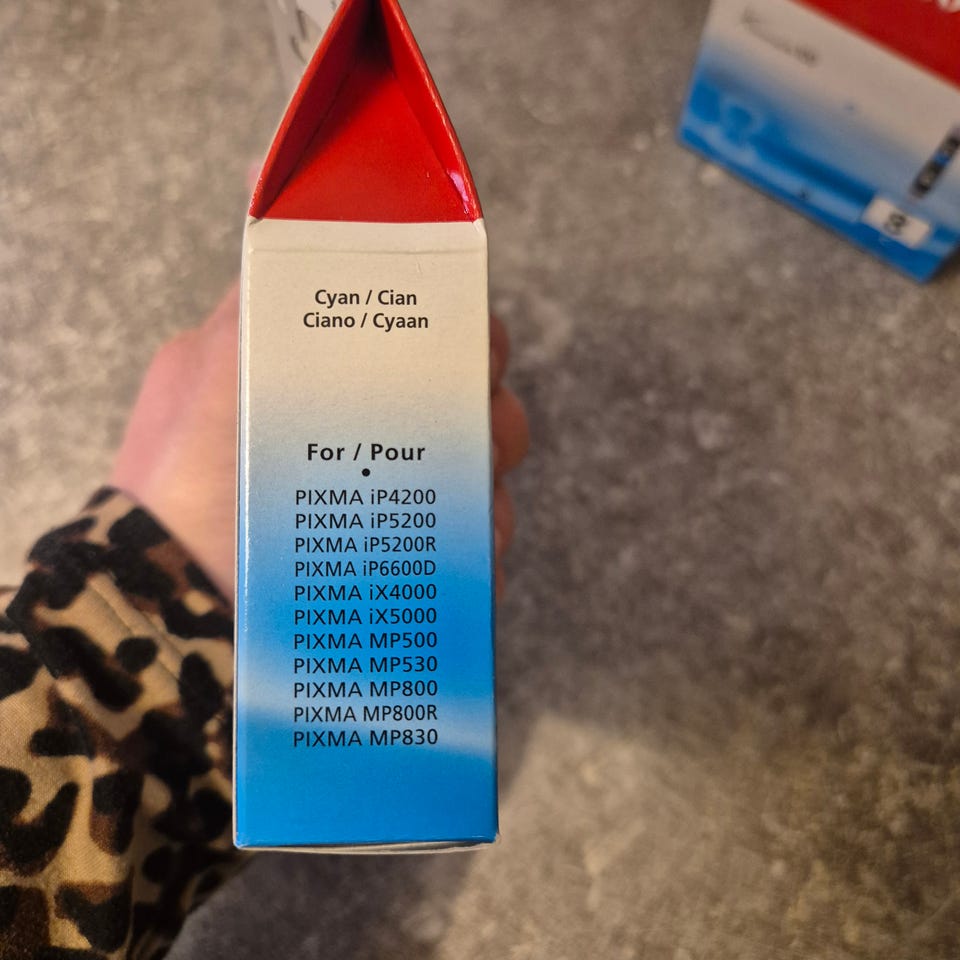 Cyan / Cian
Ciano / Cyaan
For / Pour
•
PIXMA iP4200
PIXMA iP5200
PIXMA iP5200R
PIXMA iP6600D
PIXMA iX4000
PIXMA iX5000
PIXMA MP500
PIXMA MP530
PIXMA MP800
PIXMA MP800R
PIXMA MP830